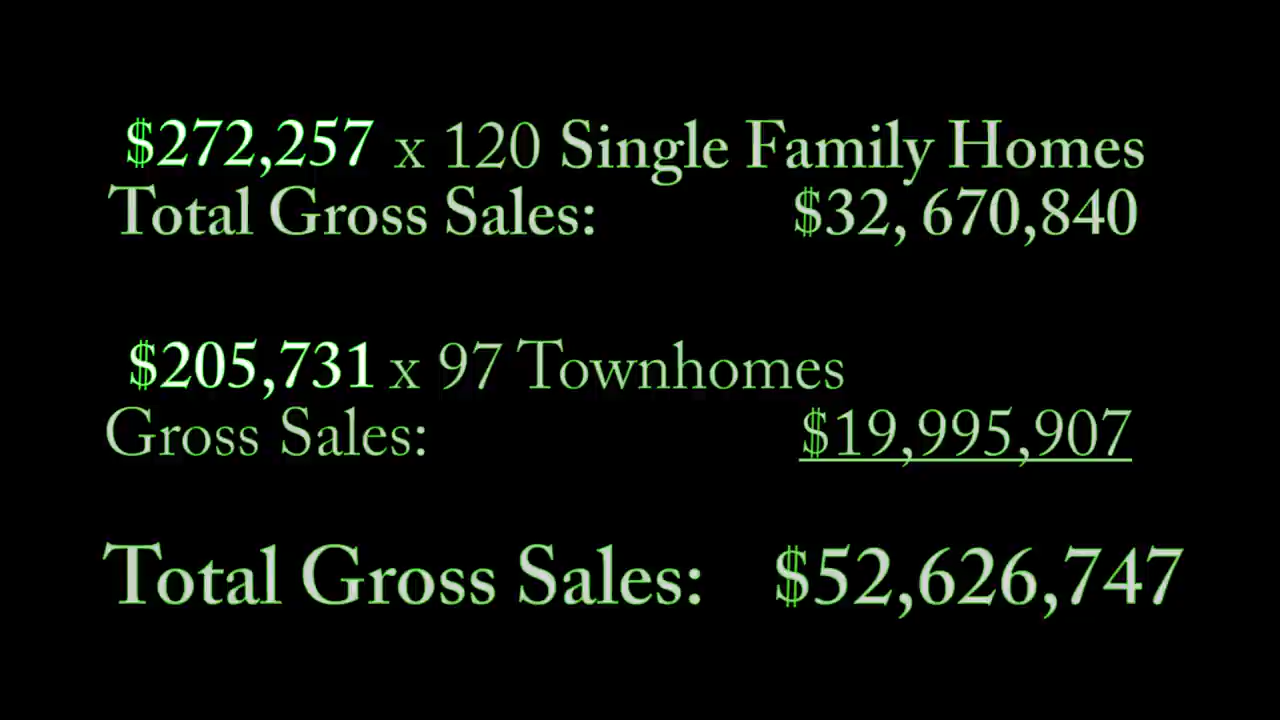 $272,257 x 120 Single Family Homes
Total Gross Sales: $32, 670,840
$205,731 x 97 Townhomes
Gross Sales: $19,995,907
Total Gross Sales: $52,626,747